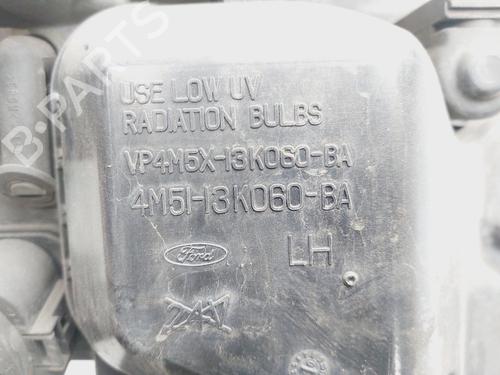 USE LOW UV
RADIATION BULBS
VP4M5X-13K060-BA
4M51-13K060-BA
Ford
LH
B-PARTS